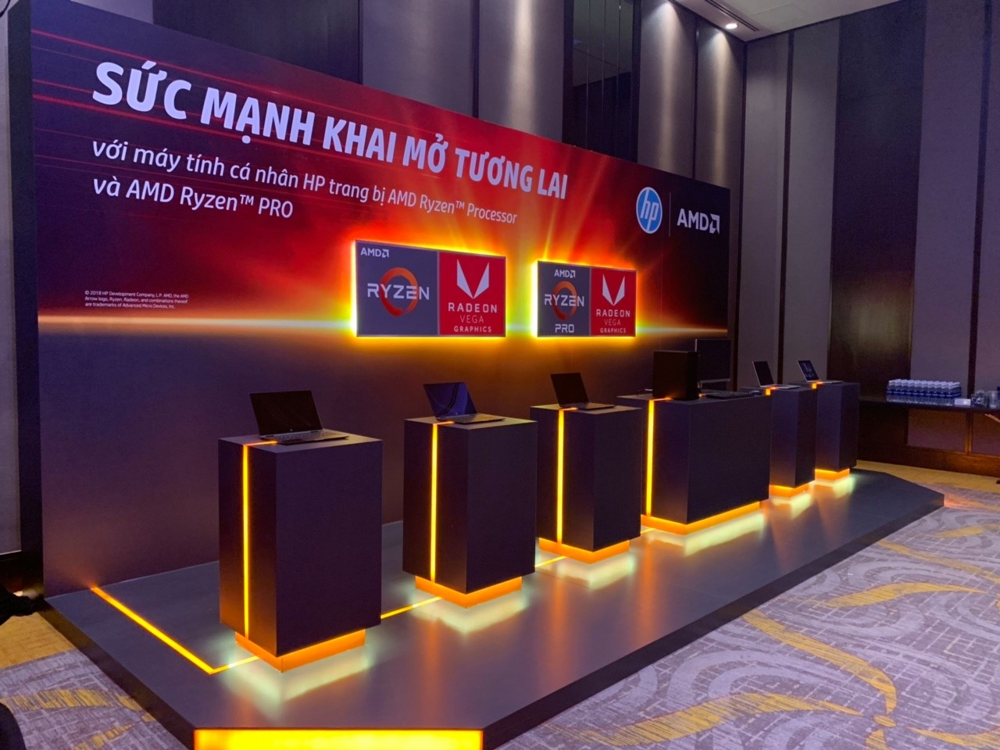 SỨC MẠNH KHAI MỞ TƯƠNG LAI
với máy tính cá nhân HP trang bị AMD Ryzen™ Processor
và AMD Ryzen™ PRO
hp
AMD
AMD
RYZEN
RADEON
VEGA
GRAPHICS
AMD
RYZEN
PRO
RADEON
VEGA
GRAPHICS
© 2018 HP Development Company, L.P. AMD, the AMD
Arrow logo, Ryzen, Radeon, and combinations thereof
are trademarks of Advanced Micro Devices, Inc.